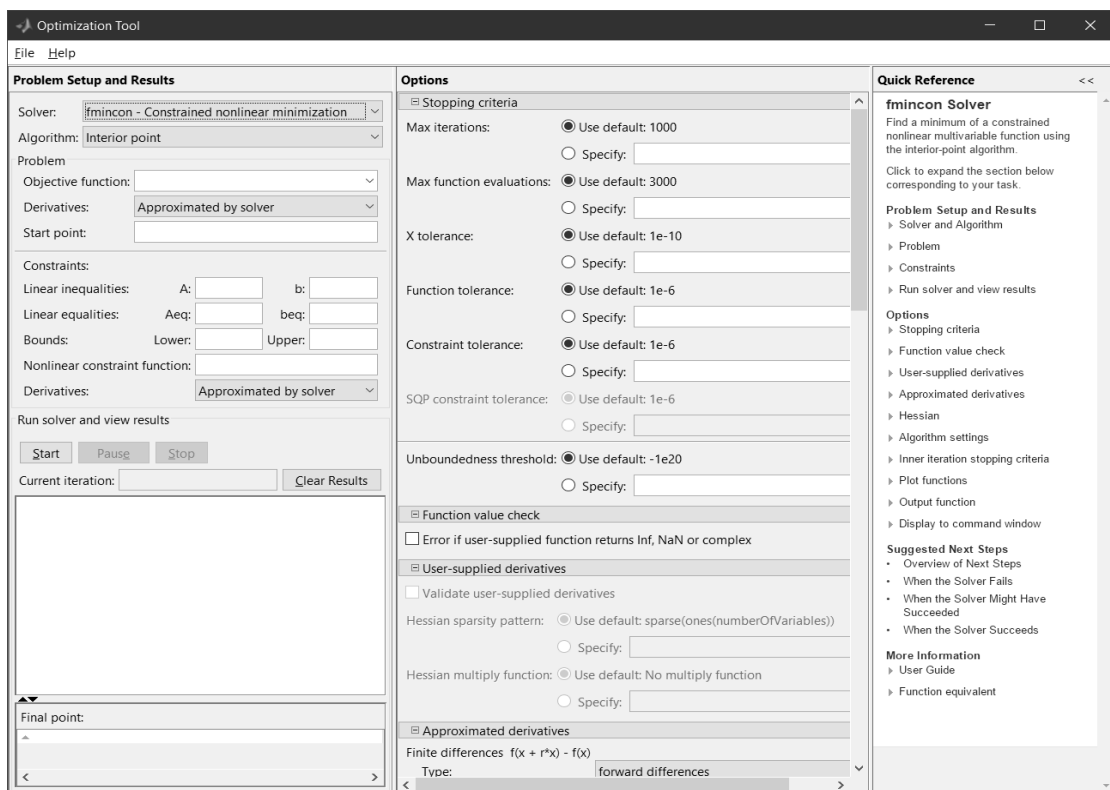 Optimization Tool
File Help
Problem Setup and Results
Solver: fmincon - Constrained nonlinear minimization
Algorithm: Interior point
Problem
Objective function:
Derivatives: Approximated by solver
Start point:
Constraints:
Linear inequalities: A: b:
Linear equalities: Aeq: beq:
Bounds: Lower: Upper:
Nonlinear constraint function:
Derivatives: Approximated by solver
Run solver and view results
Start Pause Stop
Current iteration: Clear Results
Final point:
Options
Stopping criteria
Max iterations: Use default: 1000
Specify:
Max function evaluations: Use default: 3000
Specify:
X tolerance: Use default: 1e-10
Specify:
Function tolerance: Use default: 1e-6
Specify:
Constraint tolerance: Use default: 1e-6
Specify:
SQP constraint tolerance: Use default: 1e-6
Specify:
Unboundedness threshold: Use default: -1e20
Specify:
Function value check
Error if user-supplied function returns Inf, NaN or complex
User-supplied derivatives
Validate user-supplied derivatives
Hessian sparsity pattern: Use default: sparse(ones(numberOfVariables))
Specify:
Hessian multiply function: Use default: No multiply function
Specify:
Approximated derivatives
Finite differences f(x + r*x) - f(x)
Type: forward differences
Quick Reference <<
fmincon Solver
Find a minimum of a constrained
nonlinear multivariable function using
the interior-point algorithm.
Click to expand the section below
corresponding to your task.
Problem Setup and Results
Solver and Algorithm
Problem
Constraints
Run solver and view results
Options
Stopping criteria
Function value check
User-supplied derivatives
Approximated derivatives
Hessian
Algorithm settings
Inner iteration stopping criteria
Plot functions
Output function
Display to command window
Suggested Next Steps
• Overview of Next Steps
• When the Solver Fails
• When the Solver Might Have
Succeeded
• When the Solver Succeeds
More Information
User Guide
Function equivalent